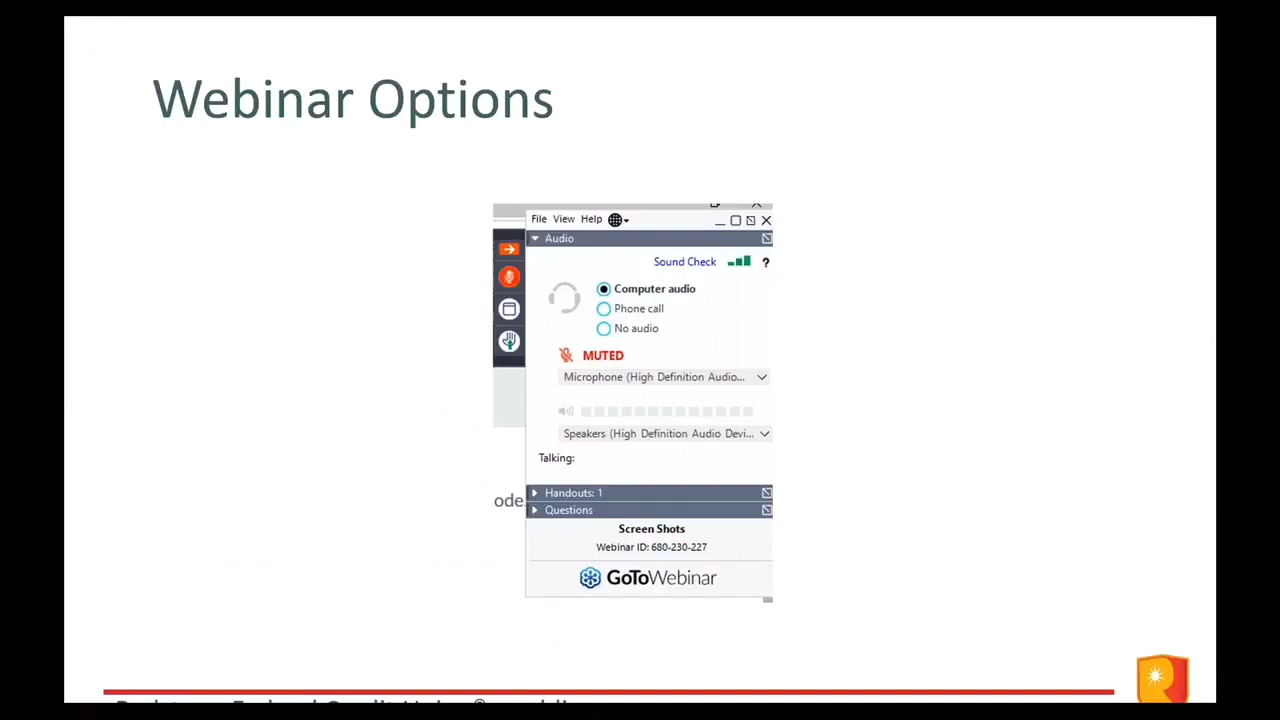 Webinar Options
File View Help
Audio
Sound Check ?
Computer audio
Phone call
No audio
MUTED
Microphone (High Definition Audio...
Speakers (High Definition Audio Devi...
Talking:
Handouts: 1
ode
Questions
Screen Shots
Webinar ID: 680-230-227
GoToWebinar